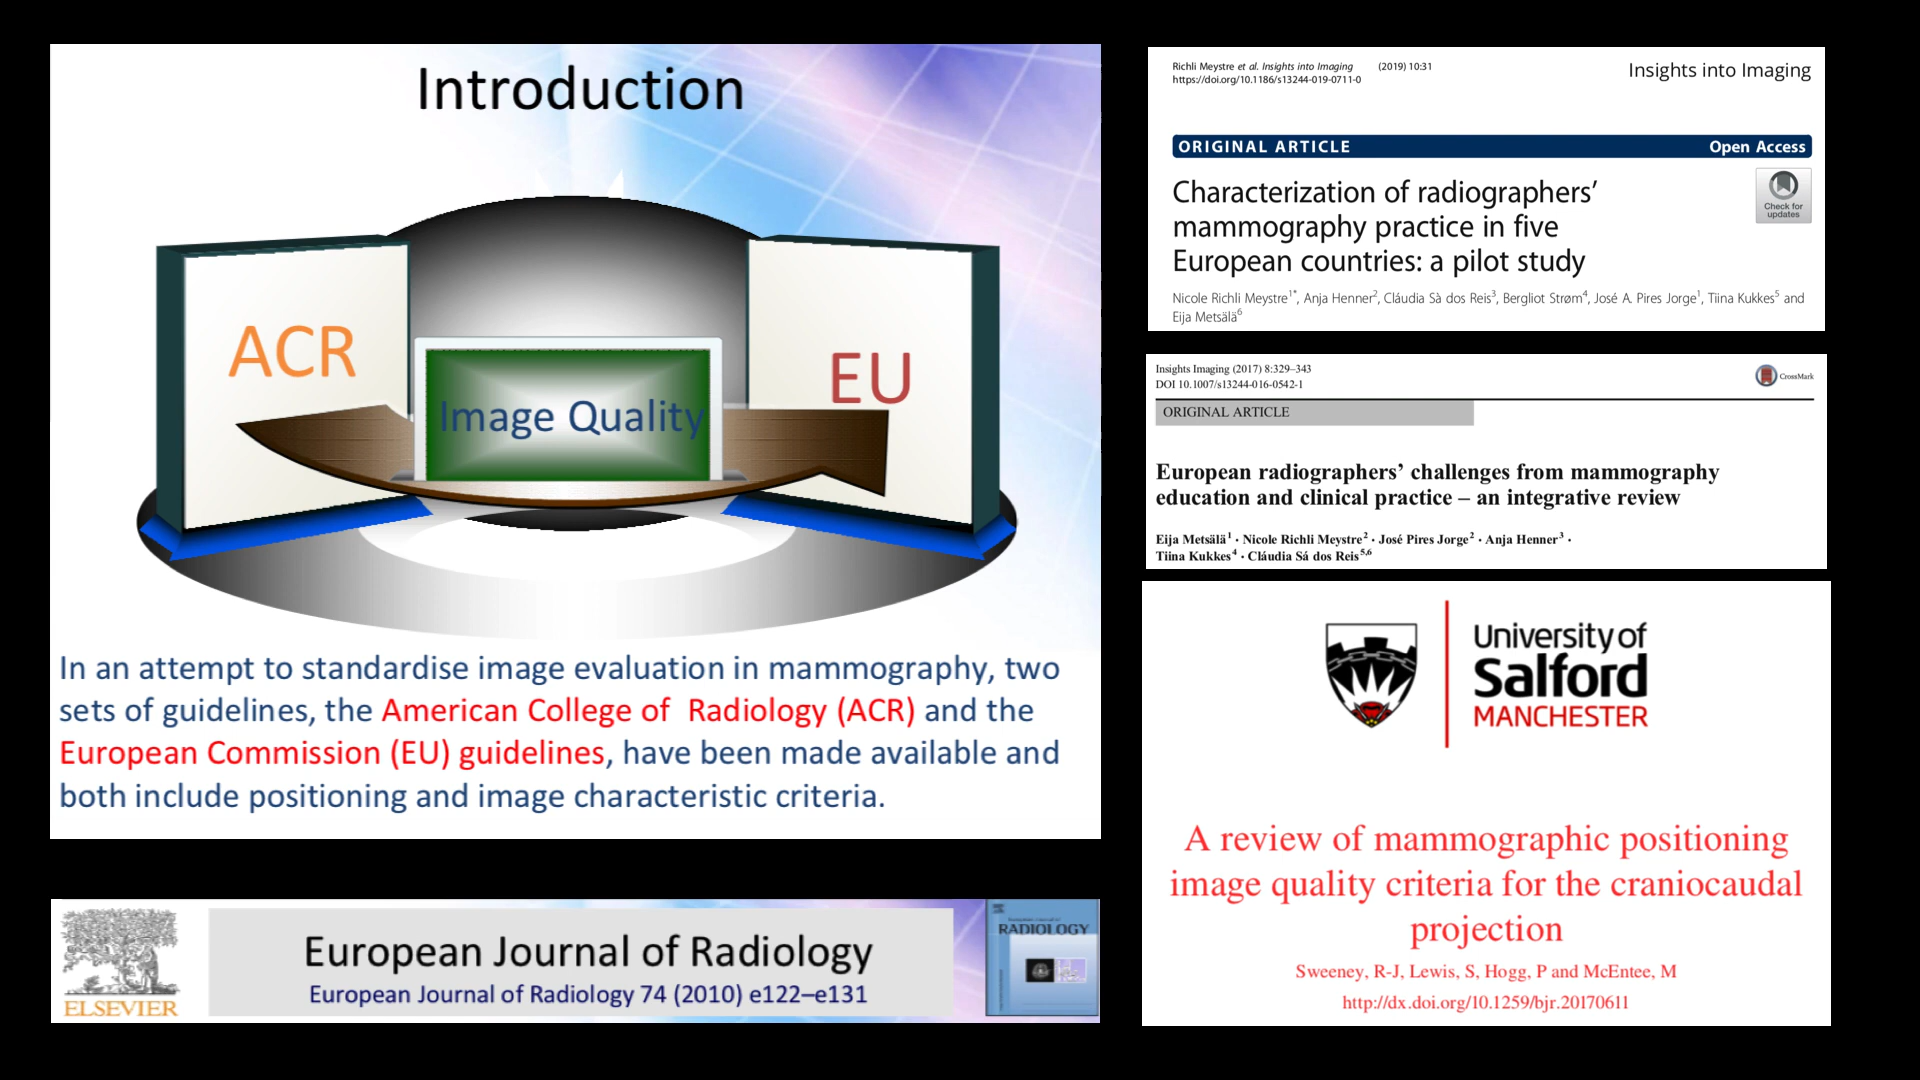 Introduction
ACR
Image Quality
EU
In an attempt to standardise image evaluation in mammography, two
sets of guidelines, the American College of Radiology (ACR) and the
European Commission (EU) guidelines, have been made available and
both include positioning and image characteristic criteria.
ELSEVIER
European Journal of Radiology
European Journal of Radiology 74 (2010) e122–e131
RADIOLOGY
Richli Meystre et al. Insights into Imaging (2019) 10:31
https://doi.org/10.1186/s13244-019-0711-0
Insights into Imaging
ORIGINAL ARTICLE Open Access
Characterization of radiographers’
mammography practice in five
European countries: a pilot study
Check for
updates
Nicole Richli Meystre1*, Anja Henner2, Cláudia Sà dos Reis3, Bergliot Strøm4, José A. Pires Jorge1, Tiina Kukkes5 and
Eija Metsälä6
Insights Imaging (2017) 8:329–343
DOI 10.1007/s13244-016-0542-1
CrossMark
ORIGINAL ARTICLE
European radiographers’ challenges from mammography
education and clinical practice – an integrative review
Eija Metsälä1 · Nicole Richli Meystre2 · José Pires Jorge2 · Anja Henner3 ·
Tiina Kukkes4 · Cláudia Sá dos Reis5,6
University of
Salford
MANCHESTER
A review of mammographic positioning
image quality criteria for the craniocaudal
projection
Sweeney, R-J, Lewis, S, Hogg, P and McEntee, M
http://dx.doi.org/10.1259/bjr.20170611